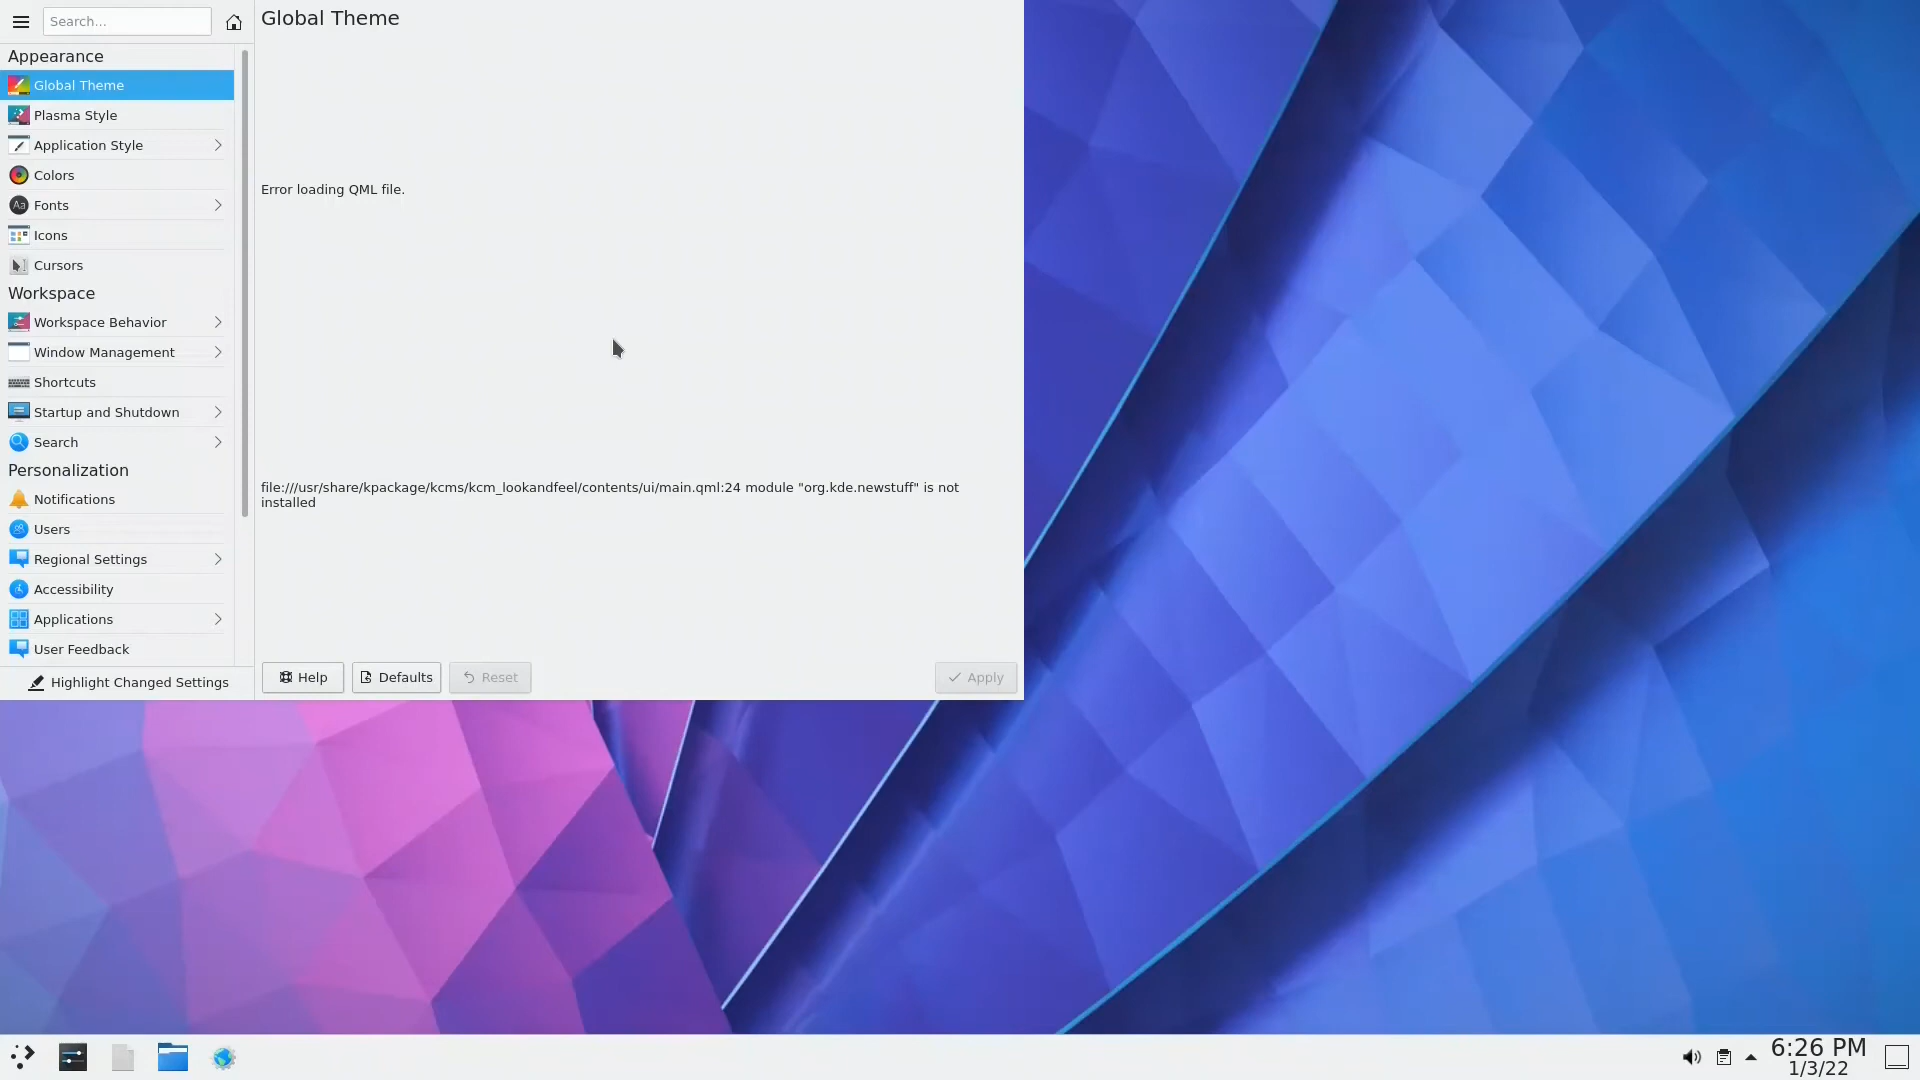 Search...
Global Theme
Appearance
Global Theme
Plasma Style
Application Style
Colors
Aa
Fonts
Icons
Cursors
Workspace
Workspace Behavior
Window Management
Shortcuts
Startup and Shutdown
Search
Personalization
Notifications
Users
Regional Settings
Accessibility
Applications
User Feedback
Highlight Changed Settings
Error loading QML file.
file:///usr/share/kpackage/kcms/kcm_lookandfeel/contents/ui/main.qml:24 module "org.kde.newstuff" is not
installed
Help
Defaults
Reset
Apply
6:26 PM
1/3/22